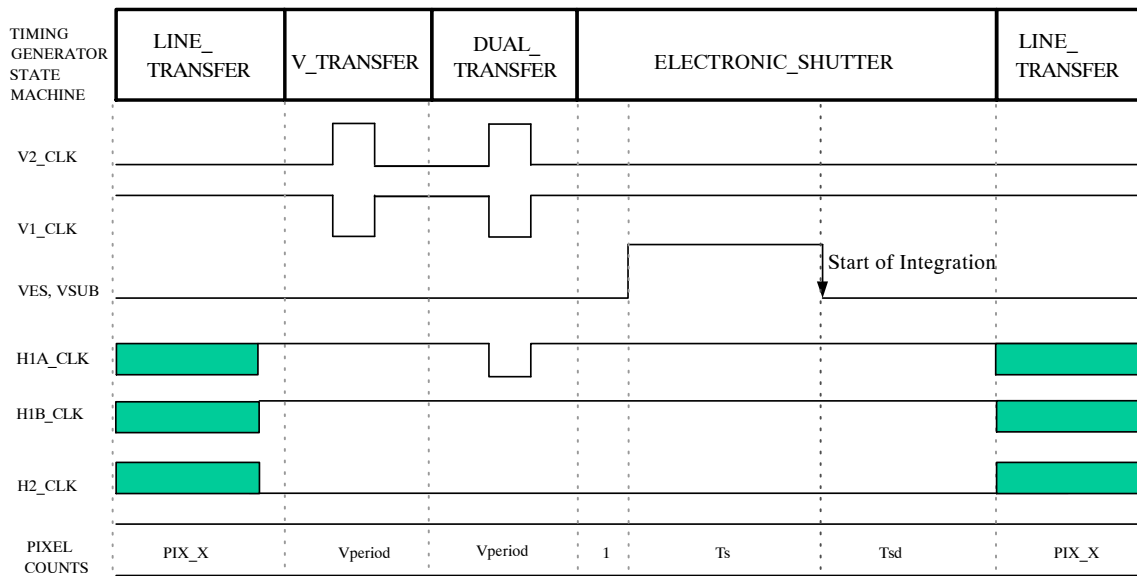 TIMING
GENERATOR
STATE
MACHINE
LINE_
TRANSFER
V_TRANSFER
DUAL_
TRANSFER
ELECTRONIC_SHUTTER
LINE_
TRANSFER
V2_CLK
V1_CLK
VES, VSUB
Start of Integration
H1A_CLK
H1B_CLK
H2_CLK
PIXEL
COUNTS
PIX_X
Vperiod
Vperiod
1
Ts
Tsd
PIX_X